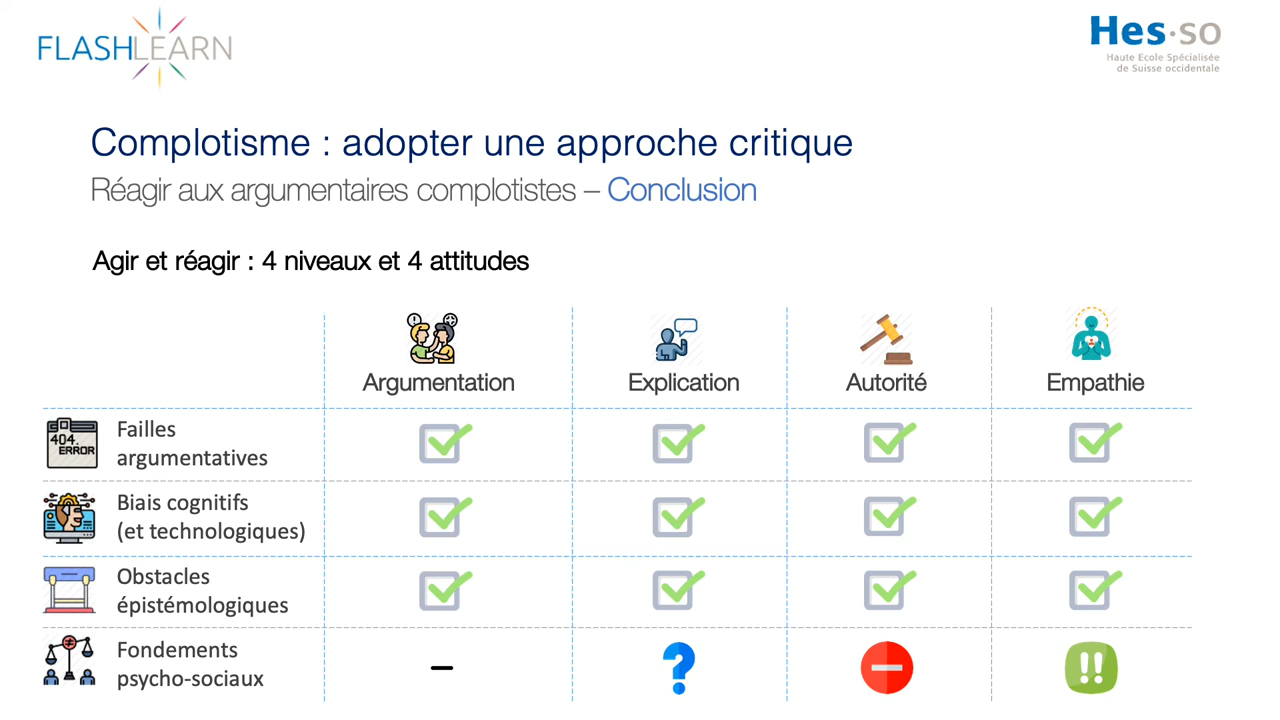 FLASHLEARN
Hes·so
Haute Ecole Spécialisée
de Suisse occidentale
Complotisme : adopter une approche critique
Réagir aux argumentaires complotistes – Conclusion
Agir et réagir : 4 niveaux et 4 attitudes
Argumentation
Explication
Autorité
Empathie
404.
ERROR
Failles
argumentatives
Biais cognitifs
(et technologiques)
Obstacles
épistémologiques
Fondements
psycho-sociaux
–
?
!!